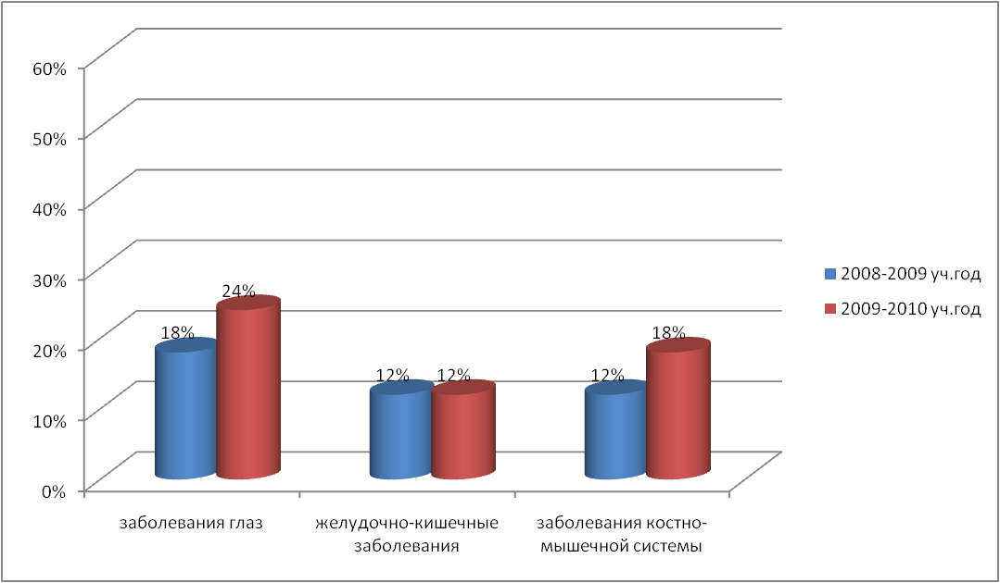 60%
50%
40%
30%
20%
10%
0%
18%
24%
12%
12%
12%
18%
заболевания глаз
желудочно-кишечные
заболевания
заболевания костно-
мышечной системы
2008-2009 уч.год
2009-2010 уч.год